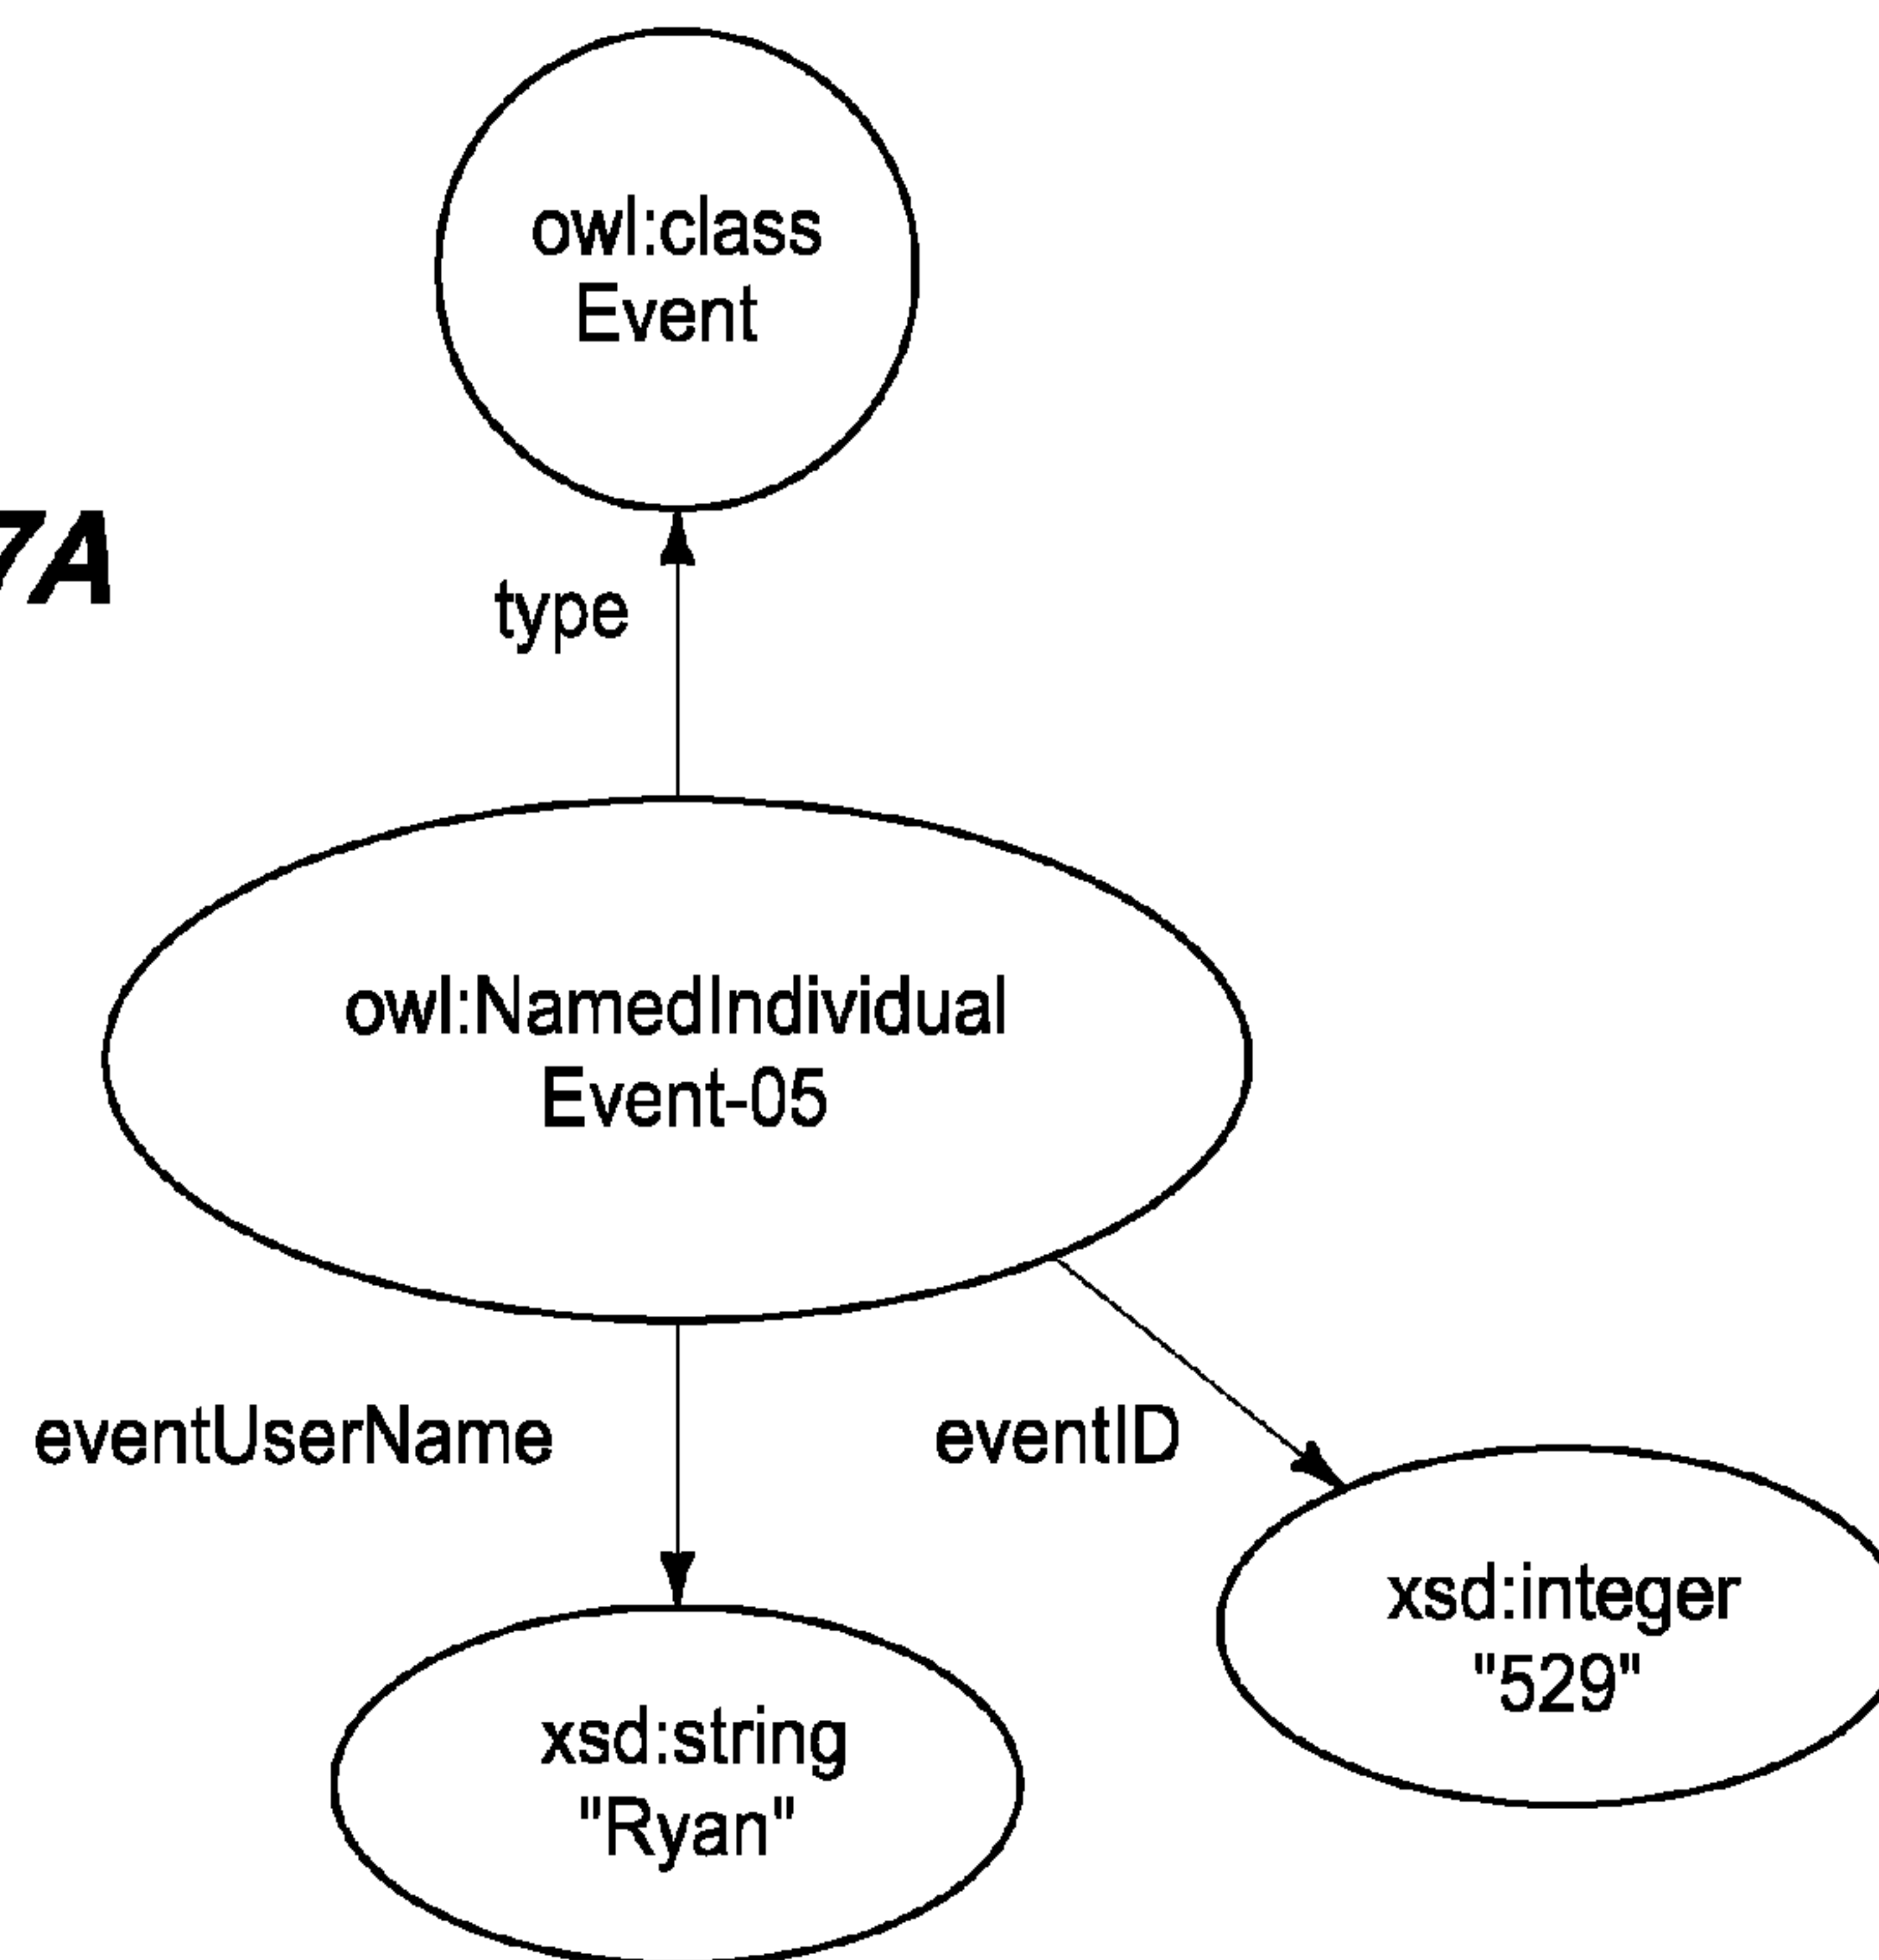 owl:class
Event
7A
type
owl:NamedIndividual
Event-05
eventUserName
eventID
xsd:integer
"529"
xsd:string
"Ryan"